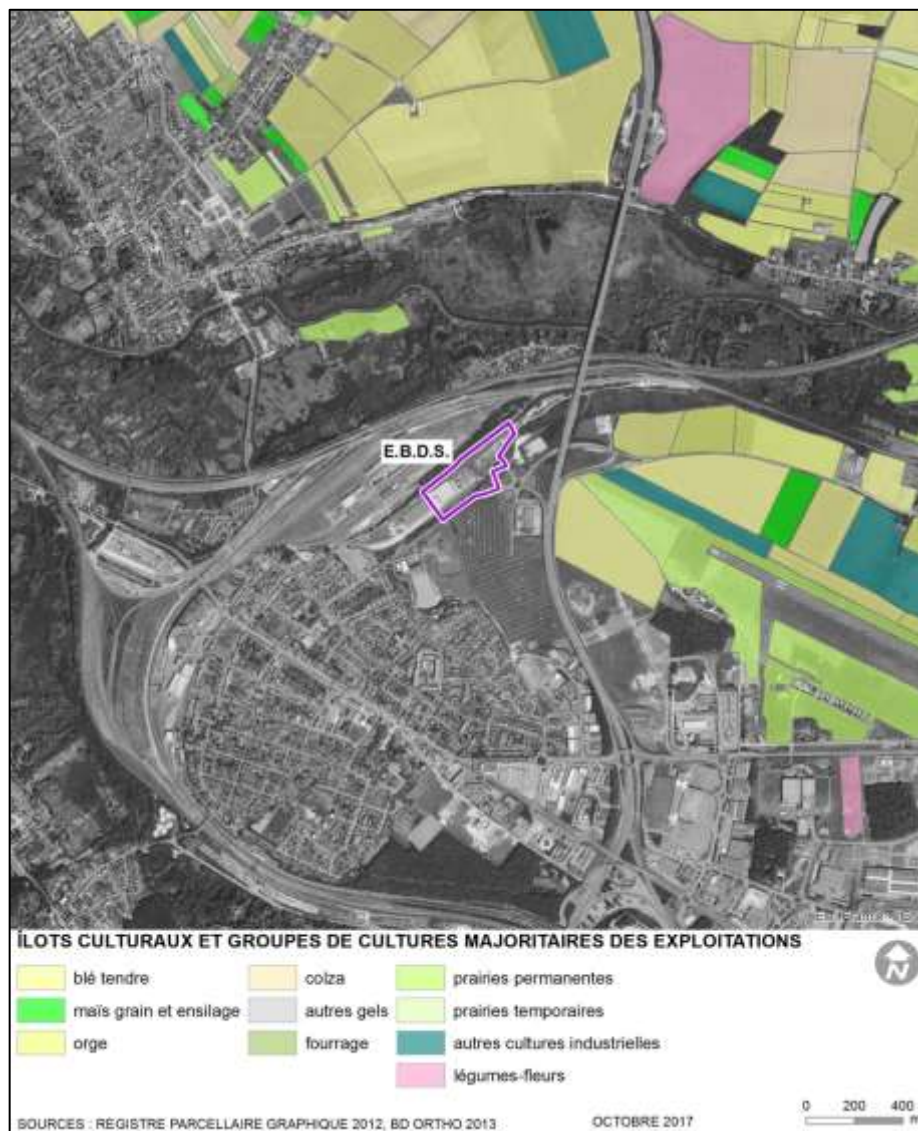 E.B.D.S.
ÎLOTS CULTURAUX ET GROUPES DE CULTURES MAJORITAIRES DES EXPLOITATIONS
N
blé tendre
colza
prairies permanentes
maïs grain et ensilage
autres gels
prairies temporaires
orge
fourrage
autres cultures industrielles
légumes-fleurs
0 200 400
m
SOURCES : REGISTRE PARCELLAIRE GRAPHIQUE 2012, BD ORTHO 2013
OCTOBRE 2017